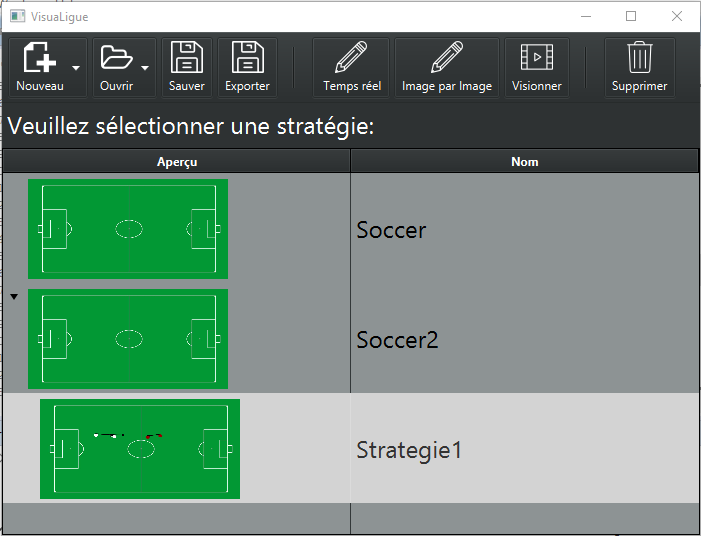 VisuaLigue
Nouveau Ouvrir Sauver Exporter Temps réel Image par Image Visionner Supprimer
Veuillez sélectionner une stratégie:
Aperçu Nom
Soccer
Soccer2
Strategie1